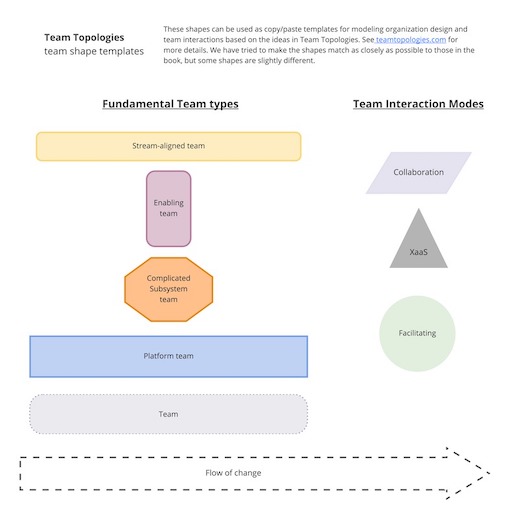 Team Topologies
team shape templates
These shapes can be used as copy/paste templates for modeling organization design and
team interactions based on the ideas in Team Topologies. See teamtopologies.com for
more details. We have tried to make the shapes match as closely as possible to those in the
book, but some shapes are slightly different.
Fundamental Team types
Stream-aligned team
Enabling
team
Complicated
Subsystem
team
Platform team
Team
Team Interaction Modes
Collaboration
XaaS
Facilitating
Flow of change